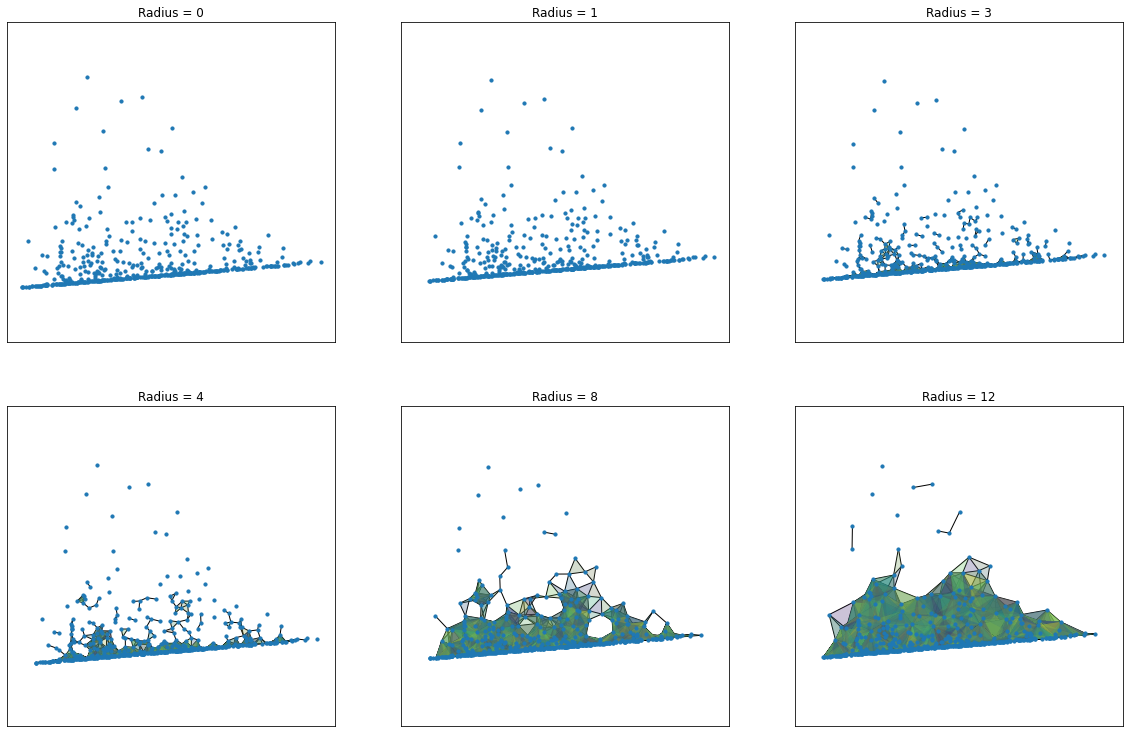 Radius = 0
Radius = 1
Radius = 3
Radius = 4
Radius = 8
Radius = 12